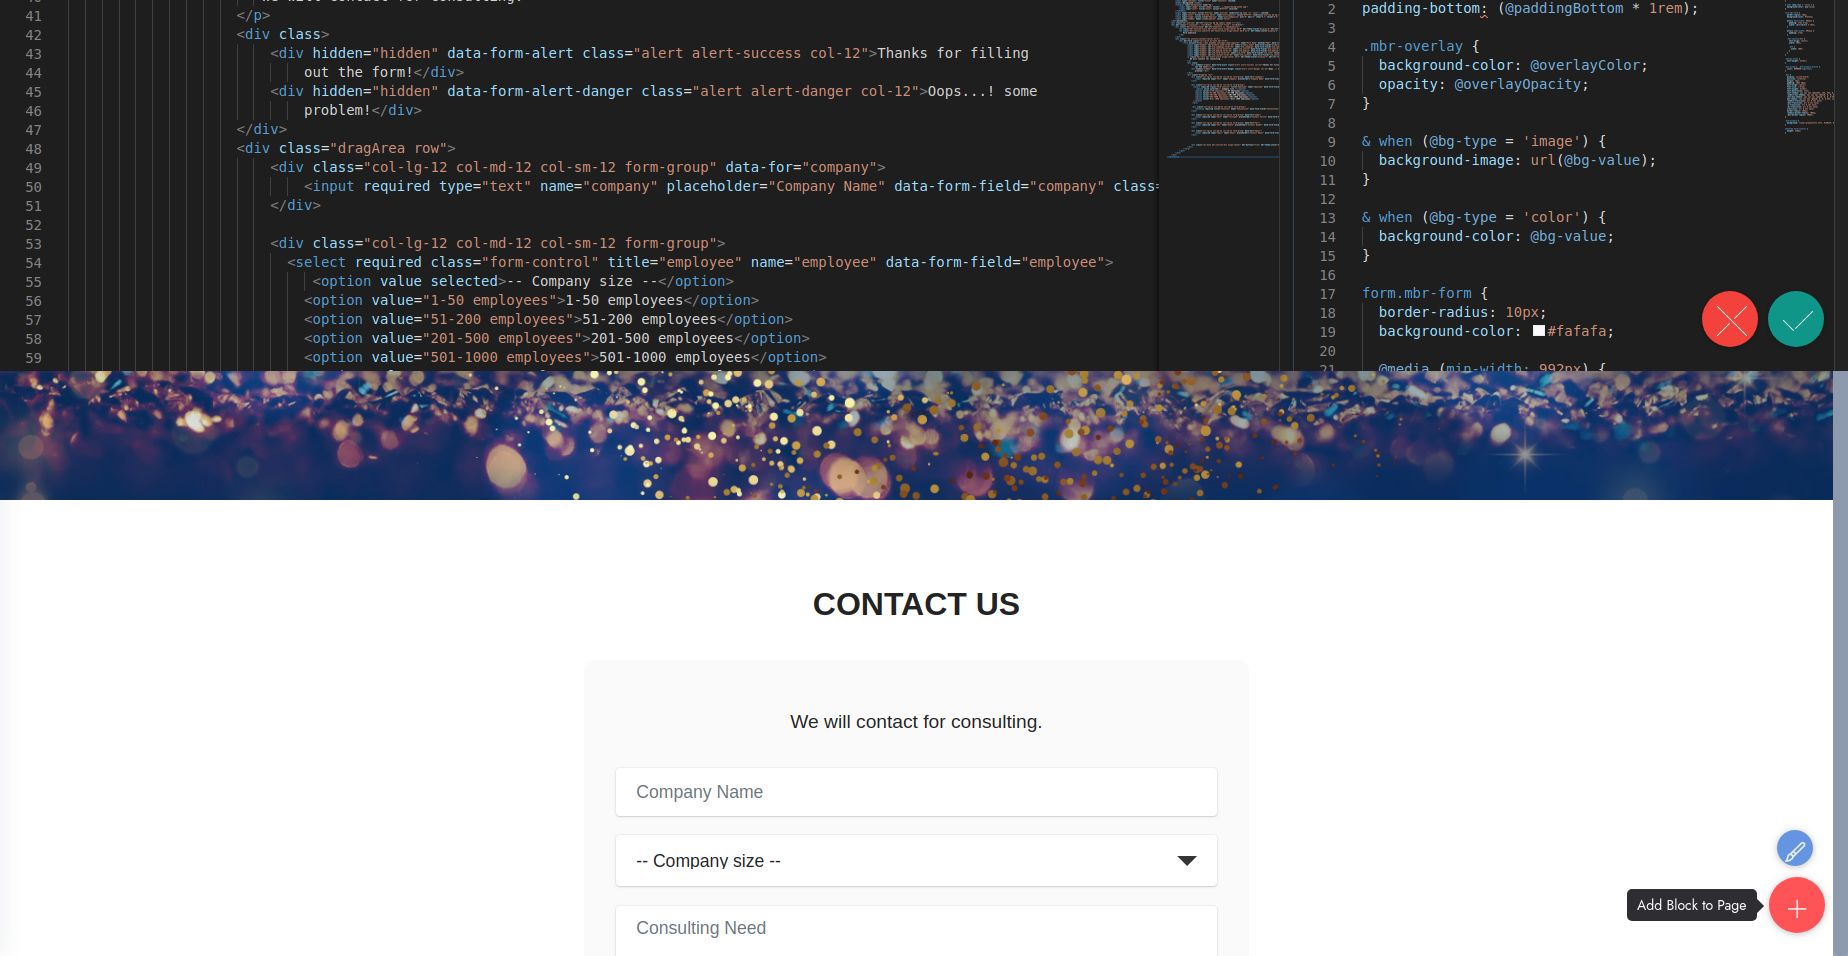 41 </p>
42 <div class>
43 <div hidden="hidden" data-form-alert class="alert alert-success col-12">Thanks for filling
44 out the form!</div>
45 <div hidden="hidden" data-form-alert-danger class="alert alert-danger col-12">Oops...! some
46 problem!</div>
47 </div>
48 <div class="dragArea row">
49 <div class="col-lg-12 col-md-12 col-sm-12 form-group" data-for="company">
50 <input required type="text" name="company" placeholder="Company Name" data-form-field="company" class=
51 </div>
52
53 <div class="col-lg-12 col-md-12 col-sm-12 form-group">
54 <select required class="form-control" title="employee" name="employee" data-form-field="employee">
55 <option value selected>-- Company size --</option>
56 <option value="1-50 employees">1-50 employees</option>
57 <option value="51-200 employees">51-200 employees</option>
58 <option value="201-500 employees">201-500 employees</option>
59 <option value="501-1000 employees">501-1000 employees</option>
2 padding-bottom: (@paddingBottom * 1rem);
3
4 .mbr-overlay {
5 background-color: @overlayColor;
6 opacity: @overlayOpacity;
7 }
8
9 & when (@bg-type = 'image') {
10 background-image: url(@bg-value);
11 }
12
13 & when (@bg-type = 'color') {
14 background-color: @bg-value;
15 }
16
17 form.mbr-form {
18 border-radius: 10px;
19 background-color: #fafafa;
20
21 @media (min-width: 992px) {
CONTACT US
We will contact for consulting.
Company Name
-- Company size --
Consulting Need
Add Block to Page